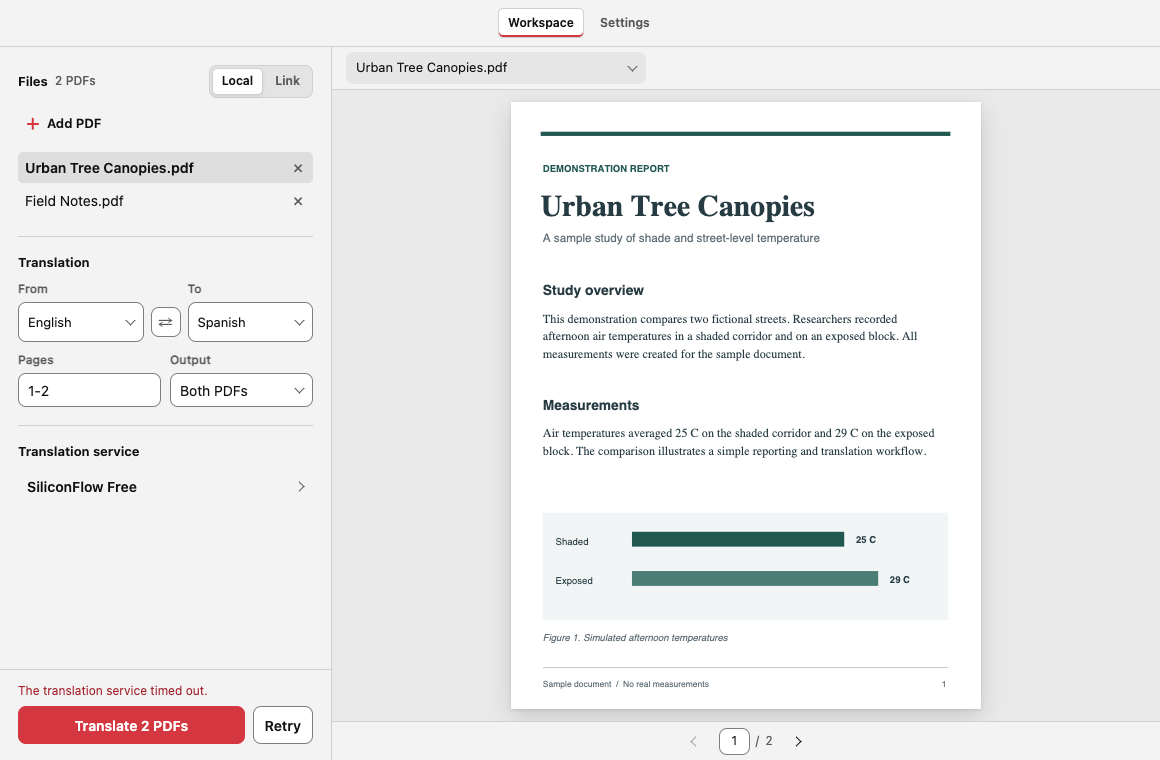 Workspace
Settings
Files 2 PDFs
Local
Link
Add PDF
Urban Tree Canopies.pdf
Field Notes.pdf
Translation
From
To
English
Spanish
Pages
Output
1-2
Both PDFs
Translation service
SiliconFlow Free
The translation service timed out.
Translate 2 PDFs
Retry
Urban Tree Canopies.pdf
DEMONSTRATION REPORT
Urban Tree Canopies
A sample study of shade and street-level temperature
Study overview
This demonstration compares two fictional streets. Researchers recorded
afternoon air temperatures in a shaded corridor and on an exposed block. All
measurements were created for the sample document.
Measurements
Air temperatures averaged 25 C on the shaded corridor and 29 C on the exposed
block. The comparison illustrates a simple reporting and translation workflow.
Shaded
25 C
Exposed
29 C
Figure 1. Simulated afternoon temperatures
Sample document / No real measurements
1
1 / 2